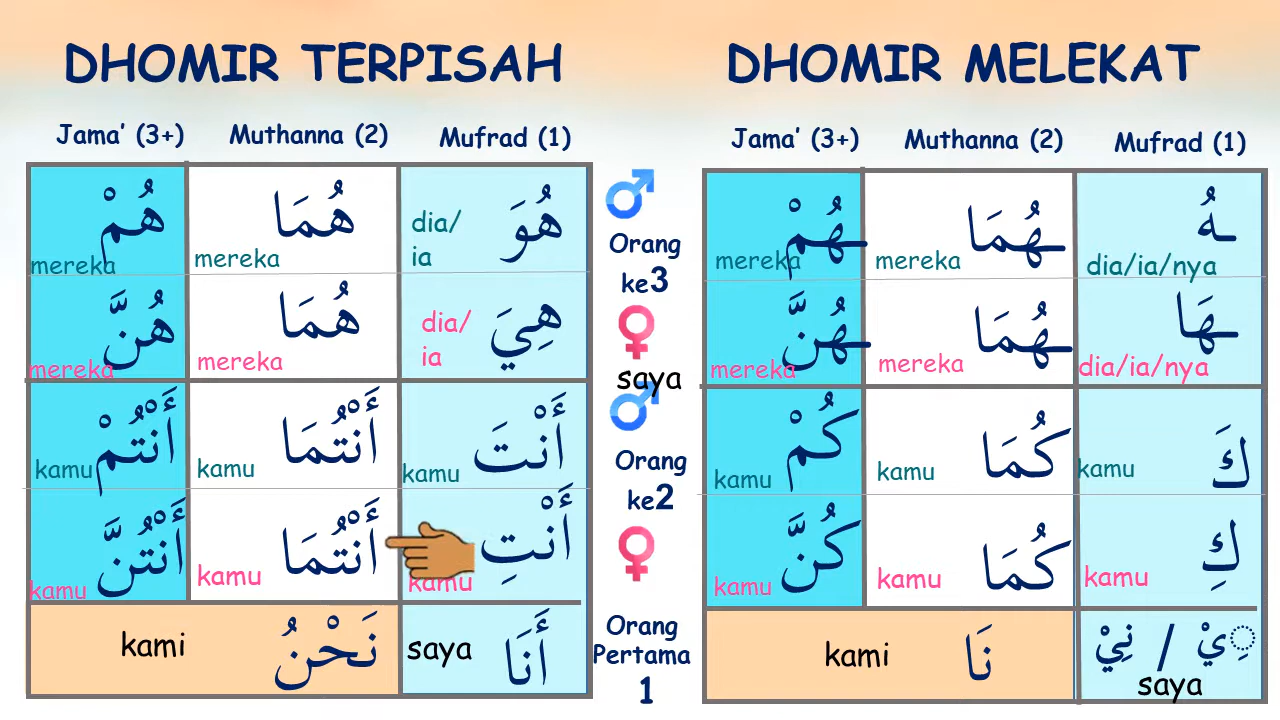 DHOMIR TERPISAH
Jama’ (3+) Muthanna (2) Mufrad (1)
هُمْ mereka هُمَا mereka هُوَ dia/ia
هُنَّ mereka هُمَا mereka هِيَ dia/ia
أَنْتُمْ kamu أَنْتُمَا kamu أَنْتَ kamu
أَنْتُنَّ kamu أَنْتُمَا kamu أَنْتِ kamu
kami نَحْنُ saya أَنَا
Orang
ke3
saya
Orang
ke2
Orang
Pertama
1
DHOMIR MELEKAT
Jama’ (3+) Muthanna (2) Mufrad (1)
ـهُمْ mereka ـهُمَا mereka ـهُ dia/ia/nya
ـهُنَّ mereka ـهُمَا mereka ـهَا dia/ia/nya
كُمْ kamu كُمَا kamu كَ kamu
كُنَّ kamu كُمَا kamu كِ kamu
kami نَا ◌ِيْ / نِيْ saya